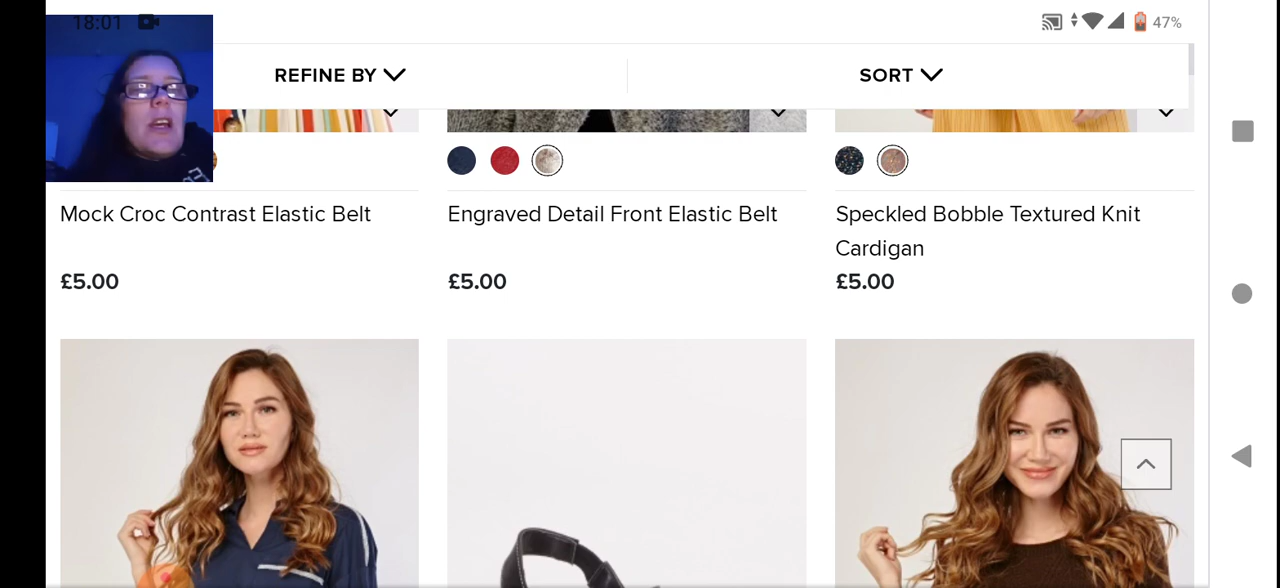 18:01
47%
REFINE BY
SORT
Mock Croc Contrast Elastic Belt
£5.00
Engraved Detail Front Elastic Belt
£5.00
Speckled Bobble Textured Knit
Cardigan
£5.00